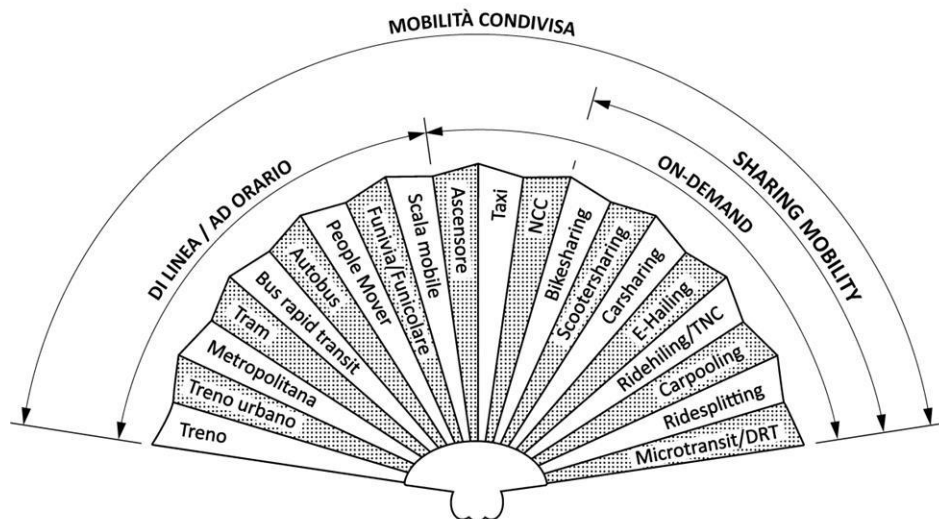 MOBILITÀ CONDIVISA
DI LINEA / AD ORARIO
ON-DEMAND
SHARING MOBILITY
Treno
Treno urbano
Metropolitana
Tram
Bus rapid transit
Autobus
People Mover
Funivia/Funicolare
Scala mobile
Ascensore
Taxi
NCC
Bikesharing
Scootersharing
Carsharing
E-Hailing
Ridehiling/TNC
Carpooling
Ridesplitting
Microtransit/DRT